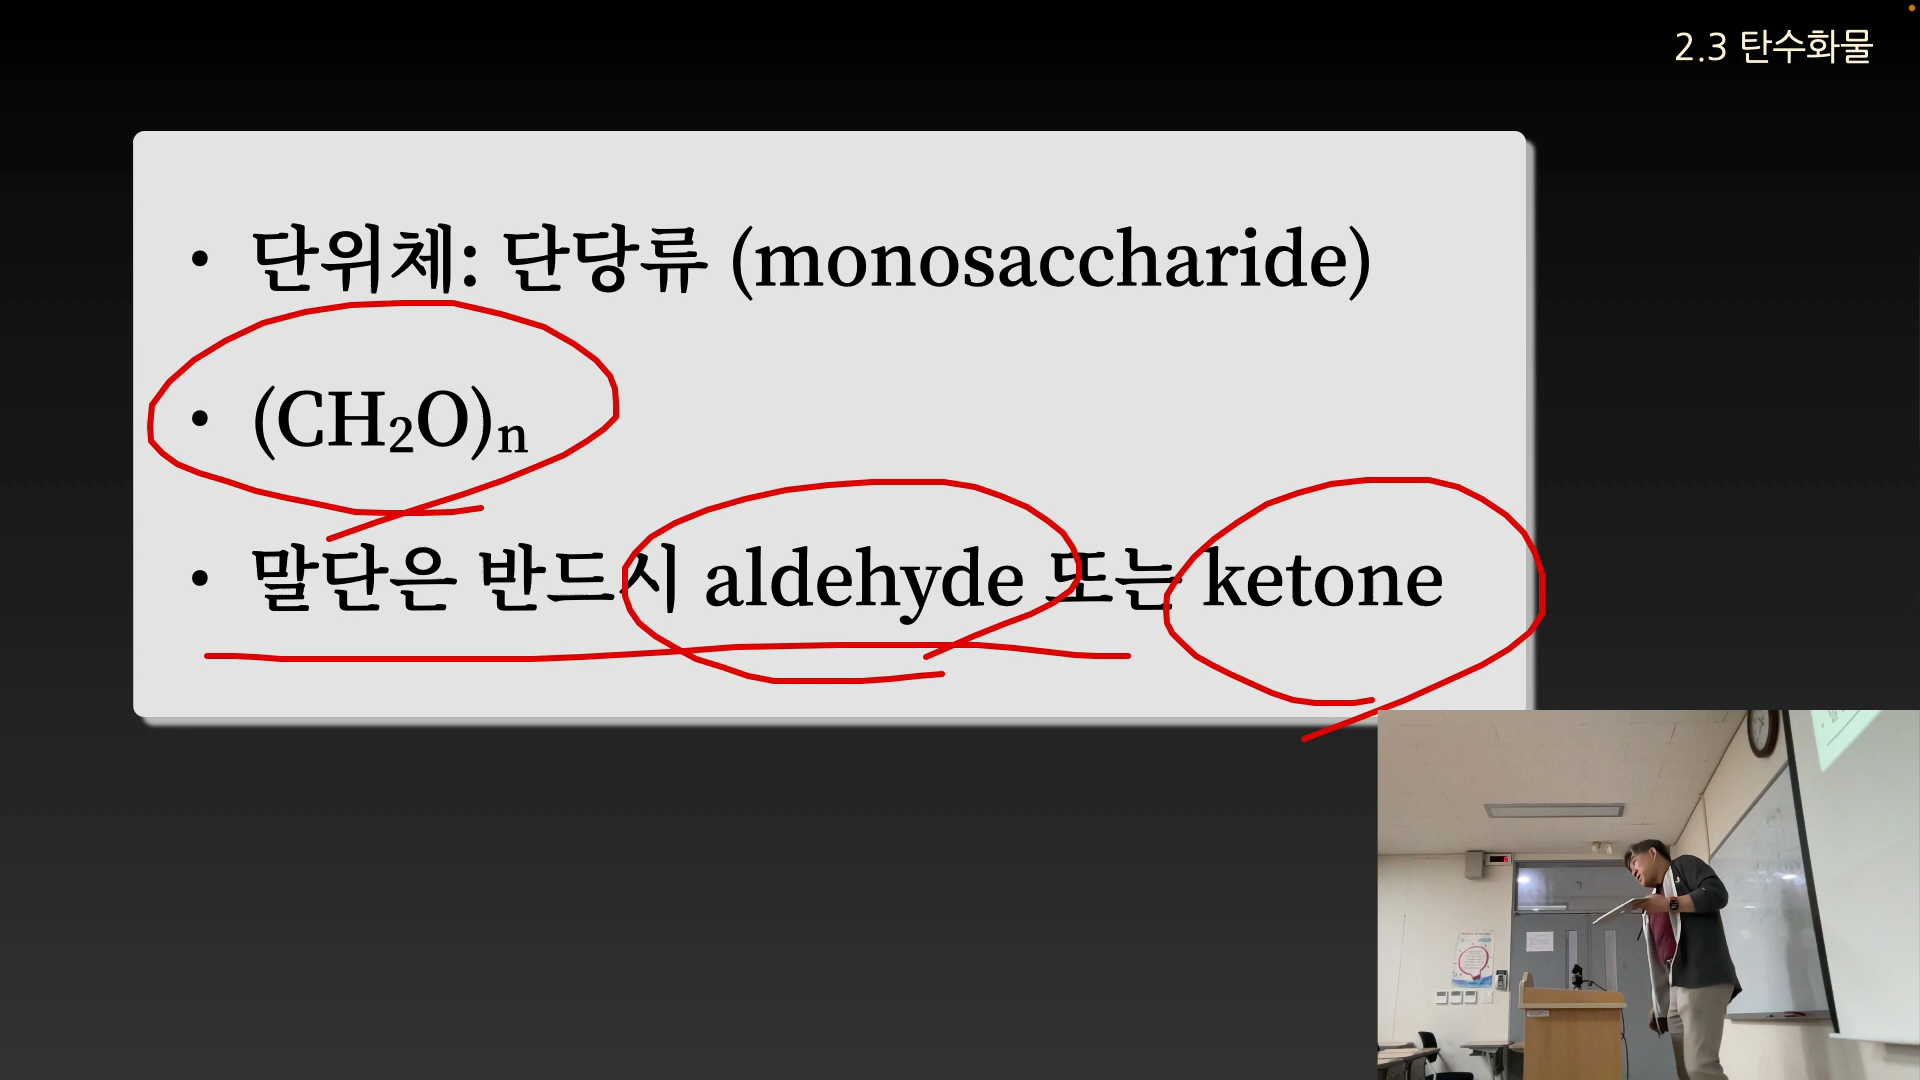 2.3 탄수화물
• 단위체: 단당류 (monosaccharide)
• (CH₂O)ₙ
• 말단은 반드시 aldehyde 또는 ketone